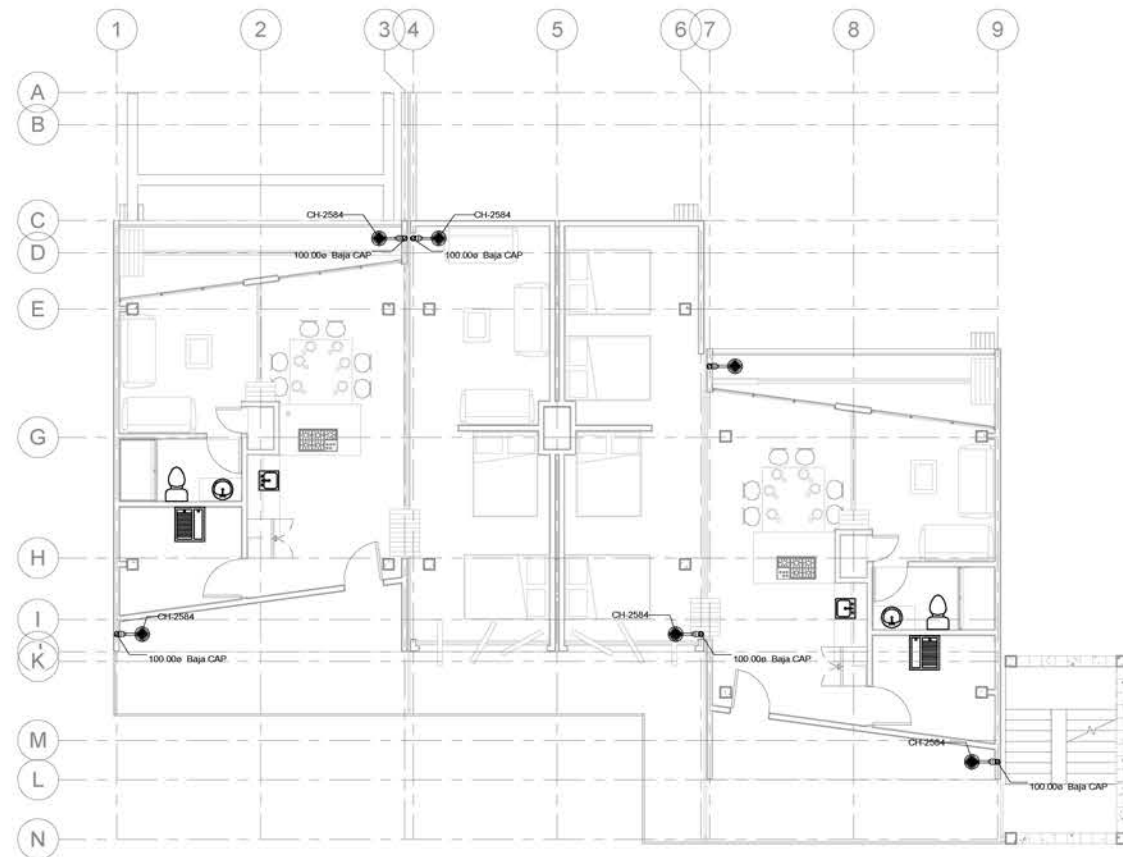 1 2 3 4 5 6 7 8 9
A
B
C
CH-2584 CH-2584
D
100.00ø Baja CAP 100.00ø Baja CAP
E
G
H
CH-2584 CH-2584
I
K
100.00ø Baja CAP 100.00ø Baja CAP
M
CH-2584
L
100.00ø Baja CAP
N